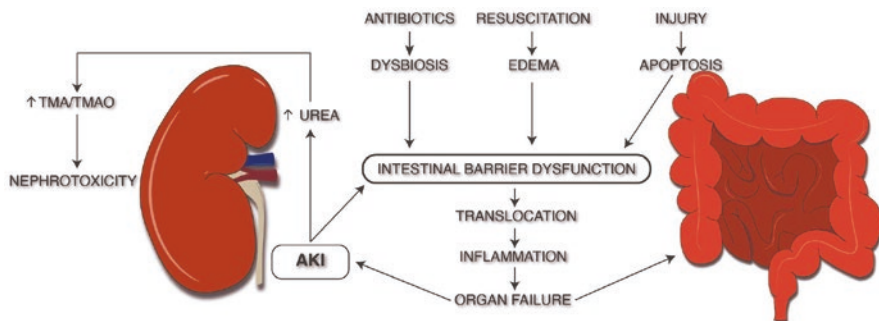 ANTIBIOTICS RESUSCITATION INJURY
DYSBIOSIS EDEMA APOPTOSIS
↑ TMA/TMAO
↑ UREA
NEPHROTOXICITY
INTESTINAL BARRIER DYSFUNCTION
TRANSLOCATION
AKI
INFLAMMATION
ORGAN FAILURE